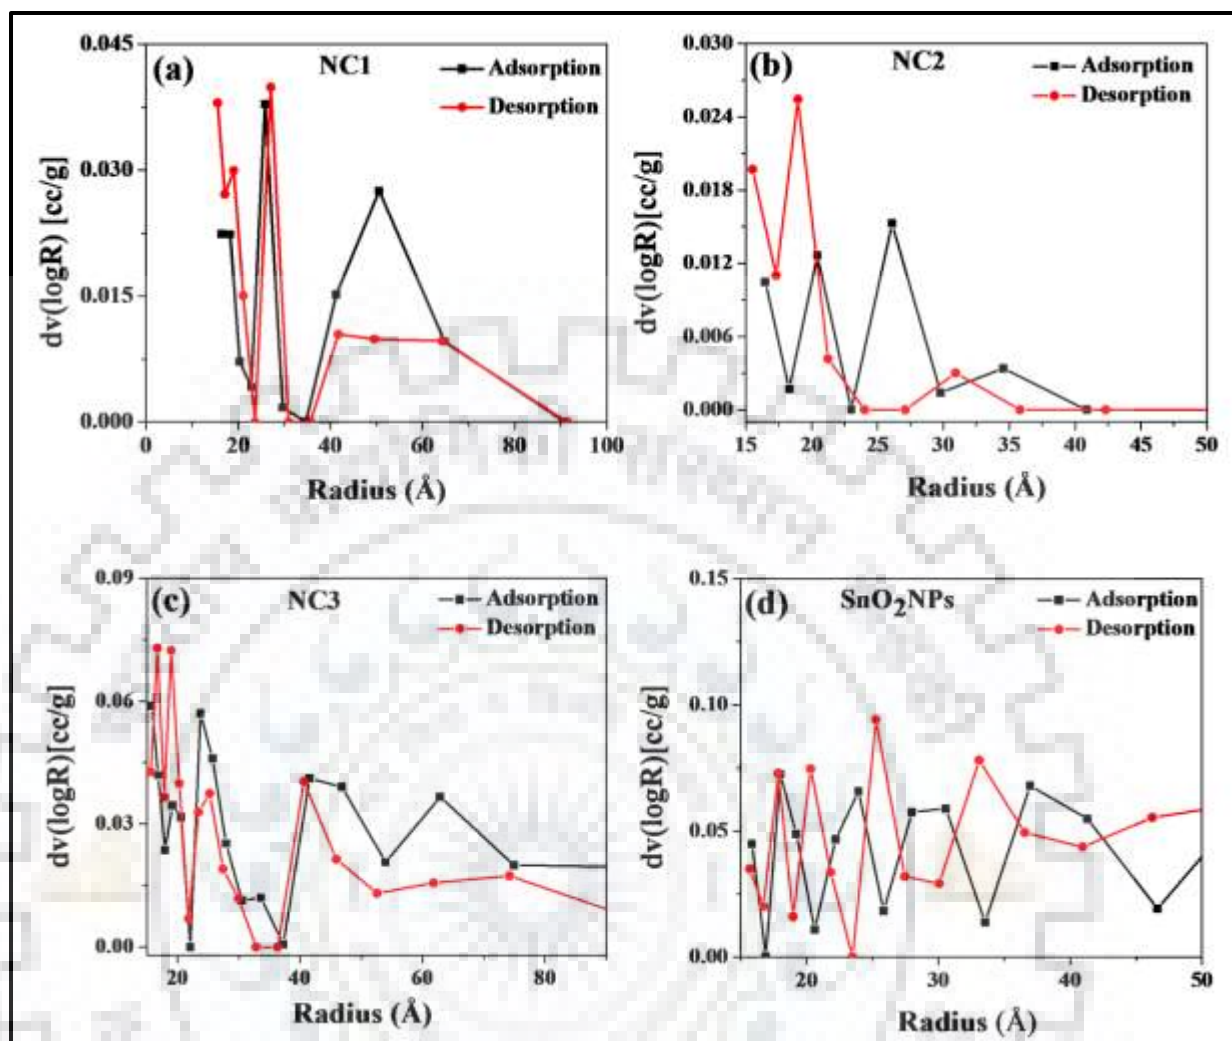 (a) NC1 Adsorption
Desorption
0.045
0.030
0.015
0.000
dv(logR) [cc/g]
0 20 40 60 80 100
Radius (Å)
(b) NC2 Adsorption
Desorption
0.030
0.024
0.018
0.012
0.006
0.000
dv(logR)[cc/g]
15 20 25 30 35 40 45 50
Radius (Å)
(c) NC3 Adsorption
Desorption
0.09
0.06
0.03
0.00
dv(logR)[cc/g]
20 40 60 80
Radius (Å)
(d) SnO₂NPs Adsorption
Desorption
0.15
0.10
0.05
0.00
dv(logR)[cc/g]
20 30 40 50
Radius (Å)